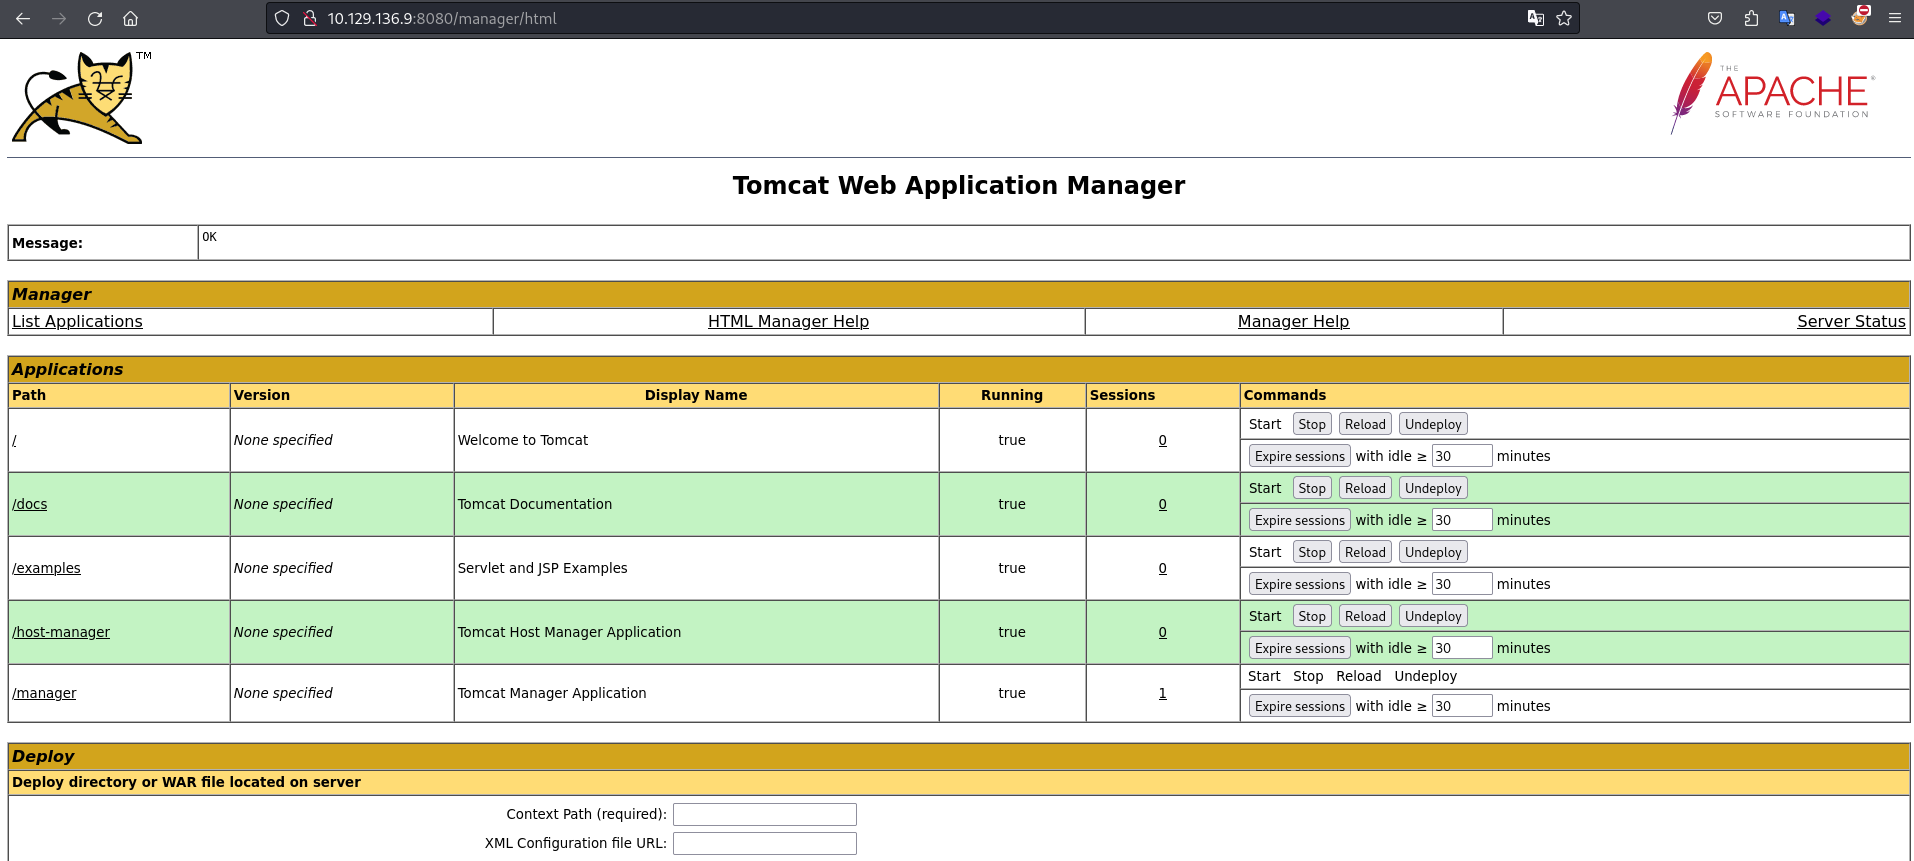 10.129.136.9:8080/manager/html
TM
THE
APACHE®
SOFTWARE FOUNDATION
Tomcat Web Application Manager
Message: OK
Manager
List Applications HTML Manager Help Manager Help Server Status
Applications
Path Version Display Name Running Sessions Commands
/ None specified Welcome to Tomcat true 0 Start Stop Reload Undeploy
Expire sessions with idle ≥ 30 minutes
/docs None specified Tomcat Documentation true 0 Start Stop Reload Undeploy
Expire sessions with idle ≥ 30 minutes
/examples None specified Servlet and JSP Examples true 0 Start Stop Reload Undeploy
Expire sessions with idle ≥ 30 minutes
/host-manager None specified Tomcat Host Manager Application true 0 Start Stop Reload Undeploy
Expire sessions with idle ≥ 30 minutes
/manager None specified Tomcat Manager Application true 1 Start Stop Reload Undeploy
Expire sessions with idle ≥ 30 minutes
Deploy
Deploy directory or WAR file located on server
Context Path (required):
XML Configuration file URL: